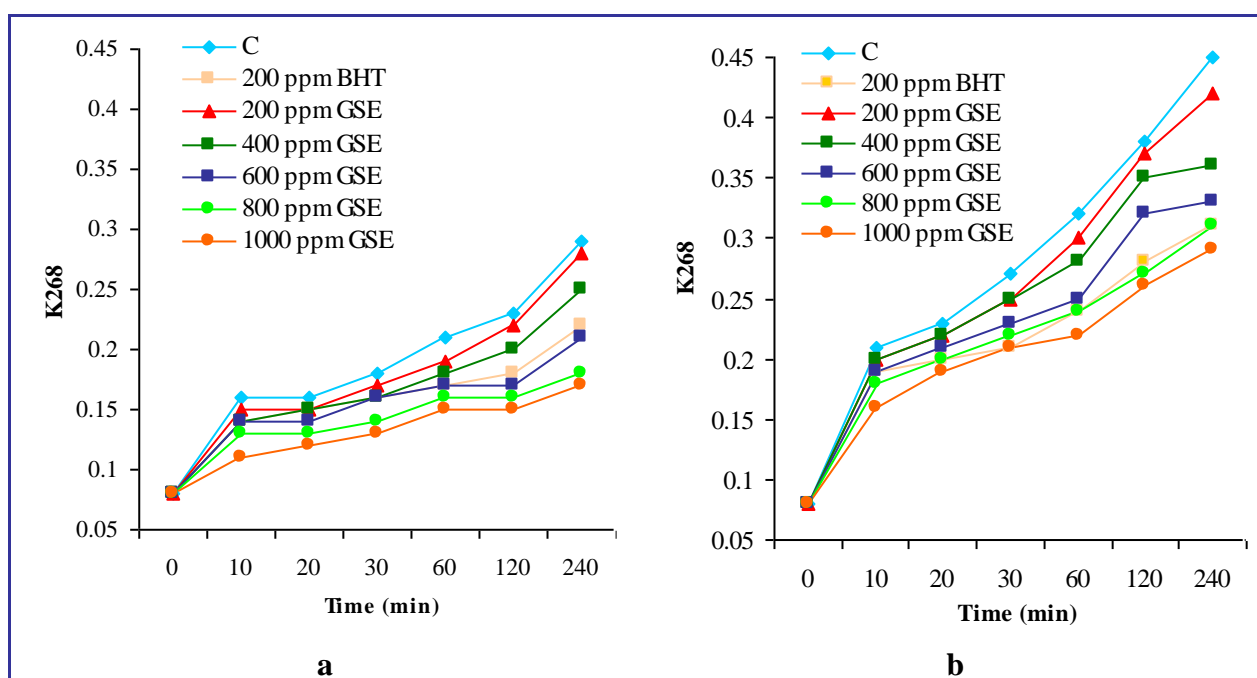 0.45
0.4
0.35
0.3
0.25
0.2
0.15
0.1
0.05
K268
C
200 ppm BHT
200 ppm GSE
400 ppm GSE
600 ppm GSE
800 ppm GSE
1000 ppm GSE
0 10 20 30 60 120 240
Time (min)
a
0.45
0.4
0.35
0.3
0.25
0.2
0.15
0.1
0.05
K268
C
200 ppm BHT
200 ppm GSE
400 ppm GSE
600 ppm GSE
800 ppm GSE
1000 ppm GSE
0 10 20 30 60 120 240
Time (min)
b